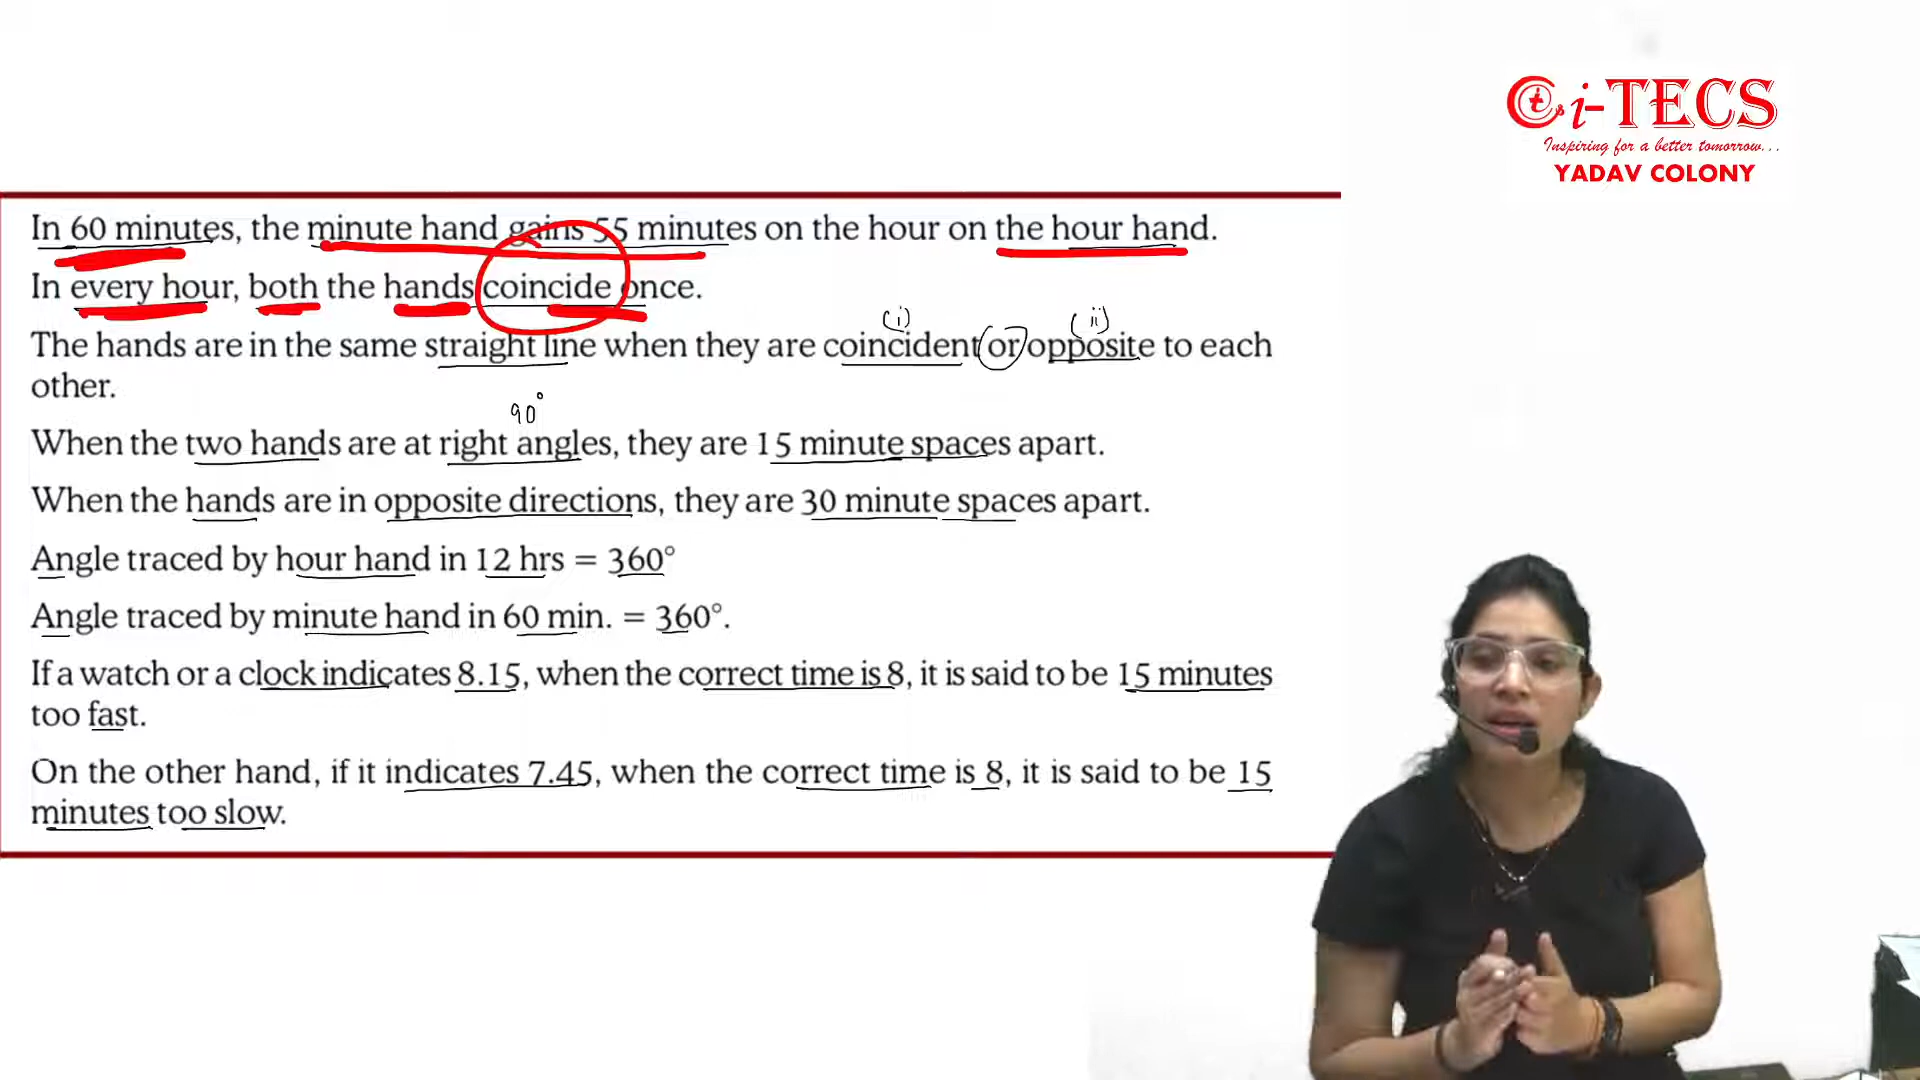 i-TECS
Inspiring for a better tomorrow...
YADAV COLONY
In 60 minutes, the minute hand gains 55 minutes on the hour on the hour hand.
In every hour, both the hands coincide once.
(i) (ii)
The hands are in the same straight line when they are coincident or opposite to each
other.
90°
When the two hands are at right angles, they are 15 minute spaces apart.
When the hands are in opposite directions, they are 30 minute spaces apart.
Angle traced by hour hand in 12 hrs = 360°
Angle traced by minute hand in 60 min. = 360°.
If a watch or a clock indicates 8.15, when the correct time is 8, it is said to be 15 minutes
too fast.
On the other hand, if it indicates 7.45, when the correct time is 8, it is said to be 15
minutes too slow.